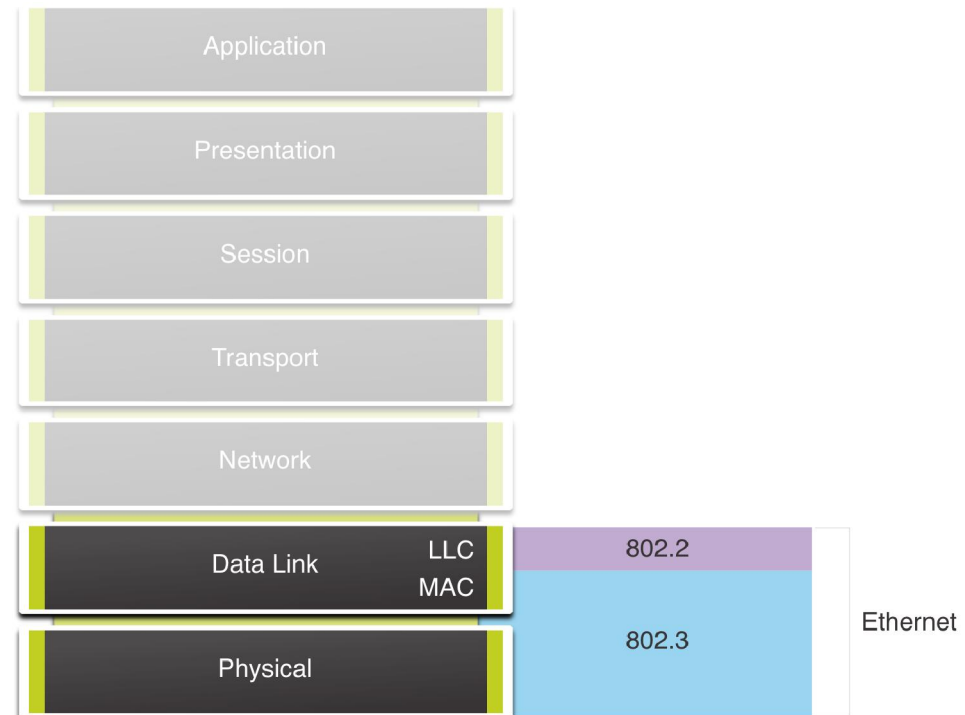 Application
Presentation
Session
Transport
Network
Data Link
LLC
MAC
802.2
802.3
Ethernet
Physical